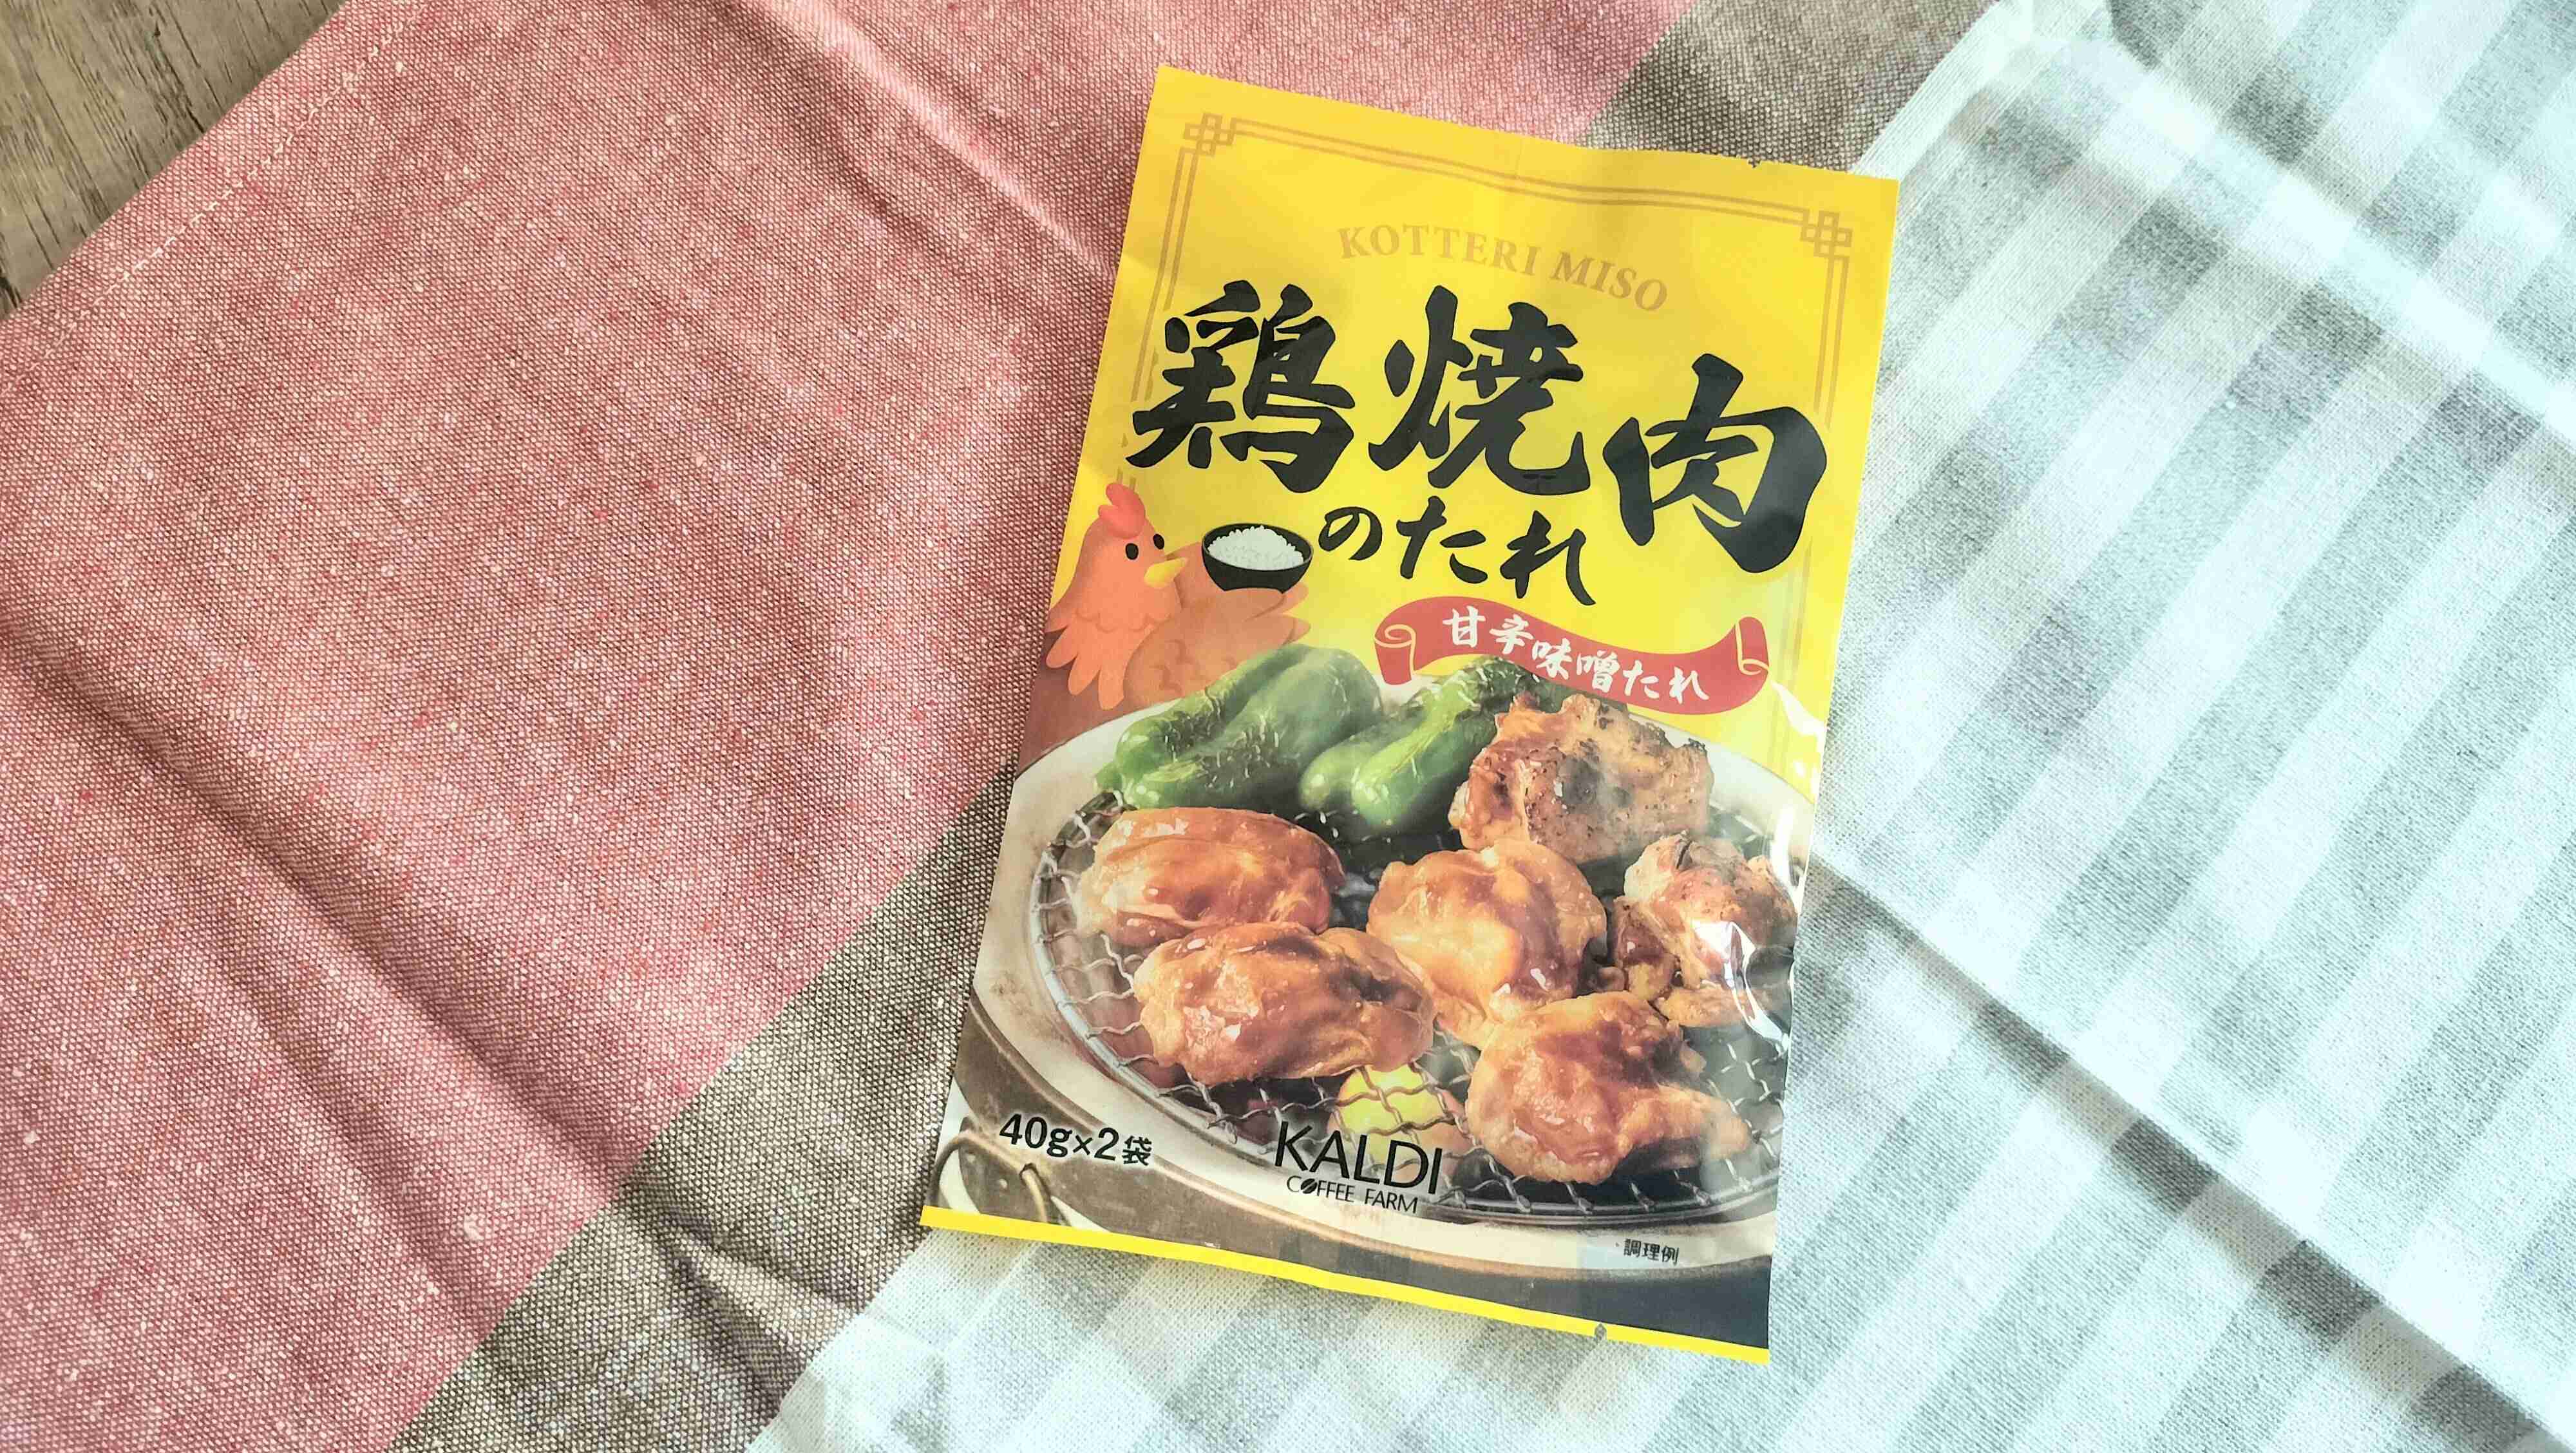 KOTTERI MISO
鶏焼肉
のたれ
甘辛味噌たれ
40g×2袋
KALDI
COFFEE FARM
調理例